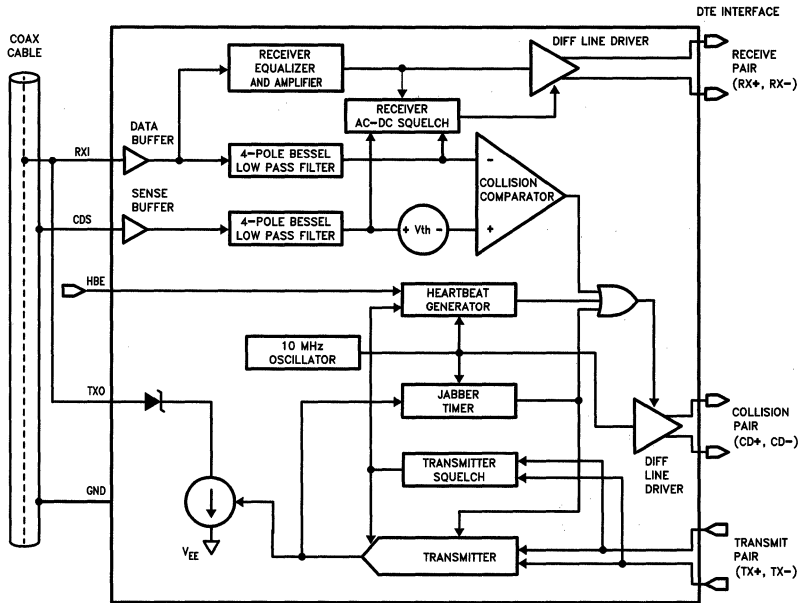 DTE INTERFACE
COAX
CABLE
RECEIVER
EQUALIZER
AND AMPLIFIER
DIFF LINE DRIVER
RECEIVE
PAIR
(RX+, RX−)
RECEIVER
AC-DC SQUELCH
DATA
BUFFER
RXI
4-POLE BESSEL
LOW PASS FILTER
−
COLLISION
COMPARATOR
+
SENSE
BUFFER
CDS
4-POLE BESSEL
LOW PASS FILTER
+ Vth −
HBE
HEARTBEAT
GENERATOR
10 MHz
OSCILLATOR
TXO
JABBER
TIMER
COLLISION
PAIR
(CD+, CD−)
DIFF
LINE
DRIVER
TRANSMITTER
SQUELCH
GND
VEE
TRANSMITTER
TRANSMIT
PAIR
(TX+, TX−)